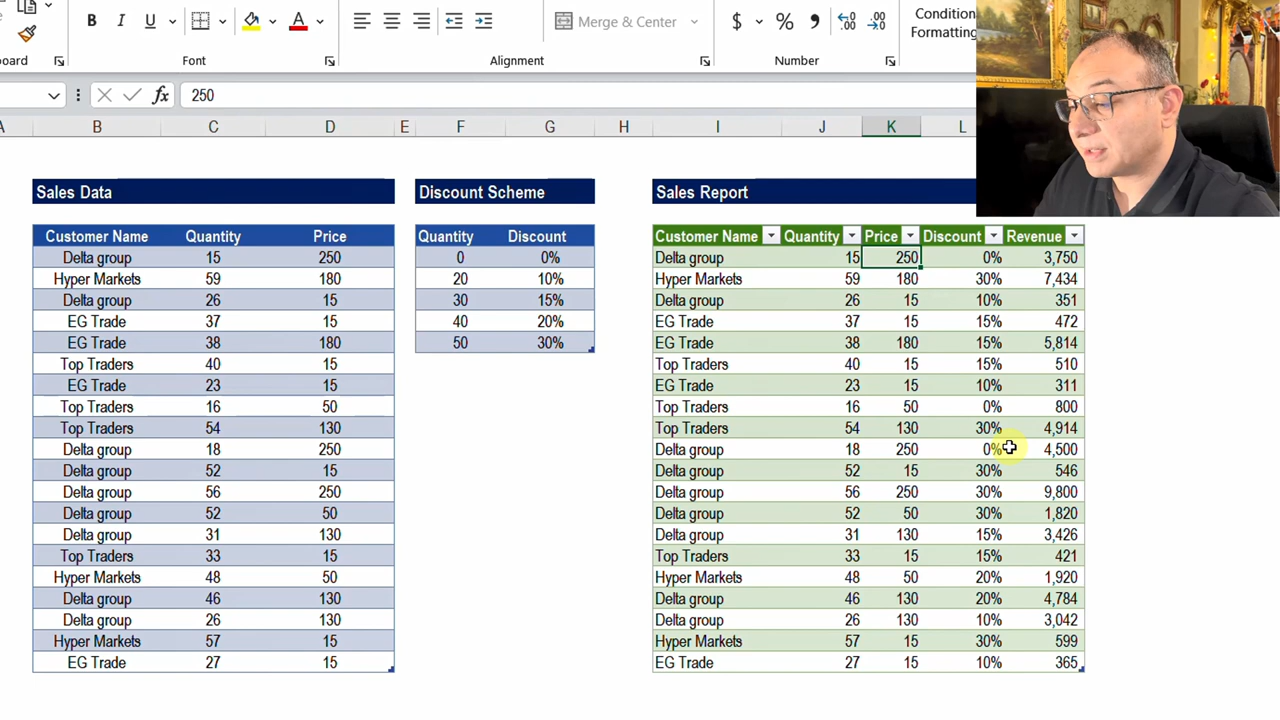 B I U A Merge & Center $ % , Conditional
Formatting
board Font Alignment Number
fx 250
A B C D E F G H I J K L
Sales Data Discount Scheme Sales Report
Customer Name Quantity Price Quantity Discount Customer Name Quantity Price Discount Revenue
Delta group 15 250 0 0% Delta group 15 250 0% 3,750
Hyper Markets 59 180 20 10% Hyper Markets 59 180 30% 7,434
Delta group 26 15 30 15% Delta group 26 15 10% 351
EG Trade 37 15 40 20% EG Trade 37 15 15% 472
EG Trade 38 180 50 30% EG Trade 38 180 15% 5,814
Top Traders 40 15 Top Traders 40 15 15% 510
EG Trade 23 15 EG Trade 23 15 10% 311
Top Traders 16 50 Top Traders 16 50 0% 800
Top Traders 54 130 Top Traders 54 130 30% 4,914
Delta group 18 250 Delta group 18 250 0% 4,500
Delta group 52 15 Delta group 52 15 30% 546
Delta group 56 250 Delta group 56 250 30% 9,800
Delta group 52 50 Delta group 52 50 30% 1,820
Delta group 31 130 Delta group 31 130 15% 3,426
Top Traders 33 15 Top Traders 33 15 15% 421
Hyper Markets 48 50 Hyper Markets 48 50 20% 1,920
Delta group 46 130 Delta group 46 130 20% 4,784
Delta group 26 130 Delta group 26 130 10% 3,042
Hyper Markets 57 15 Hyper Markets 57 15 30% 599
EG Trade 27 15 EG Trade 27 15 10% 365